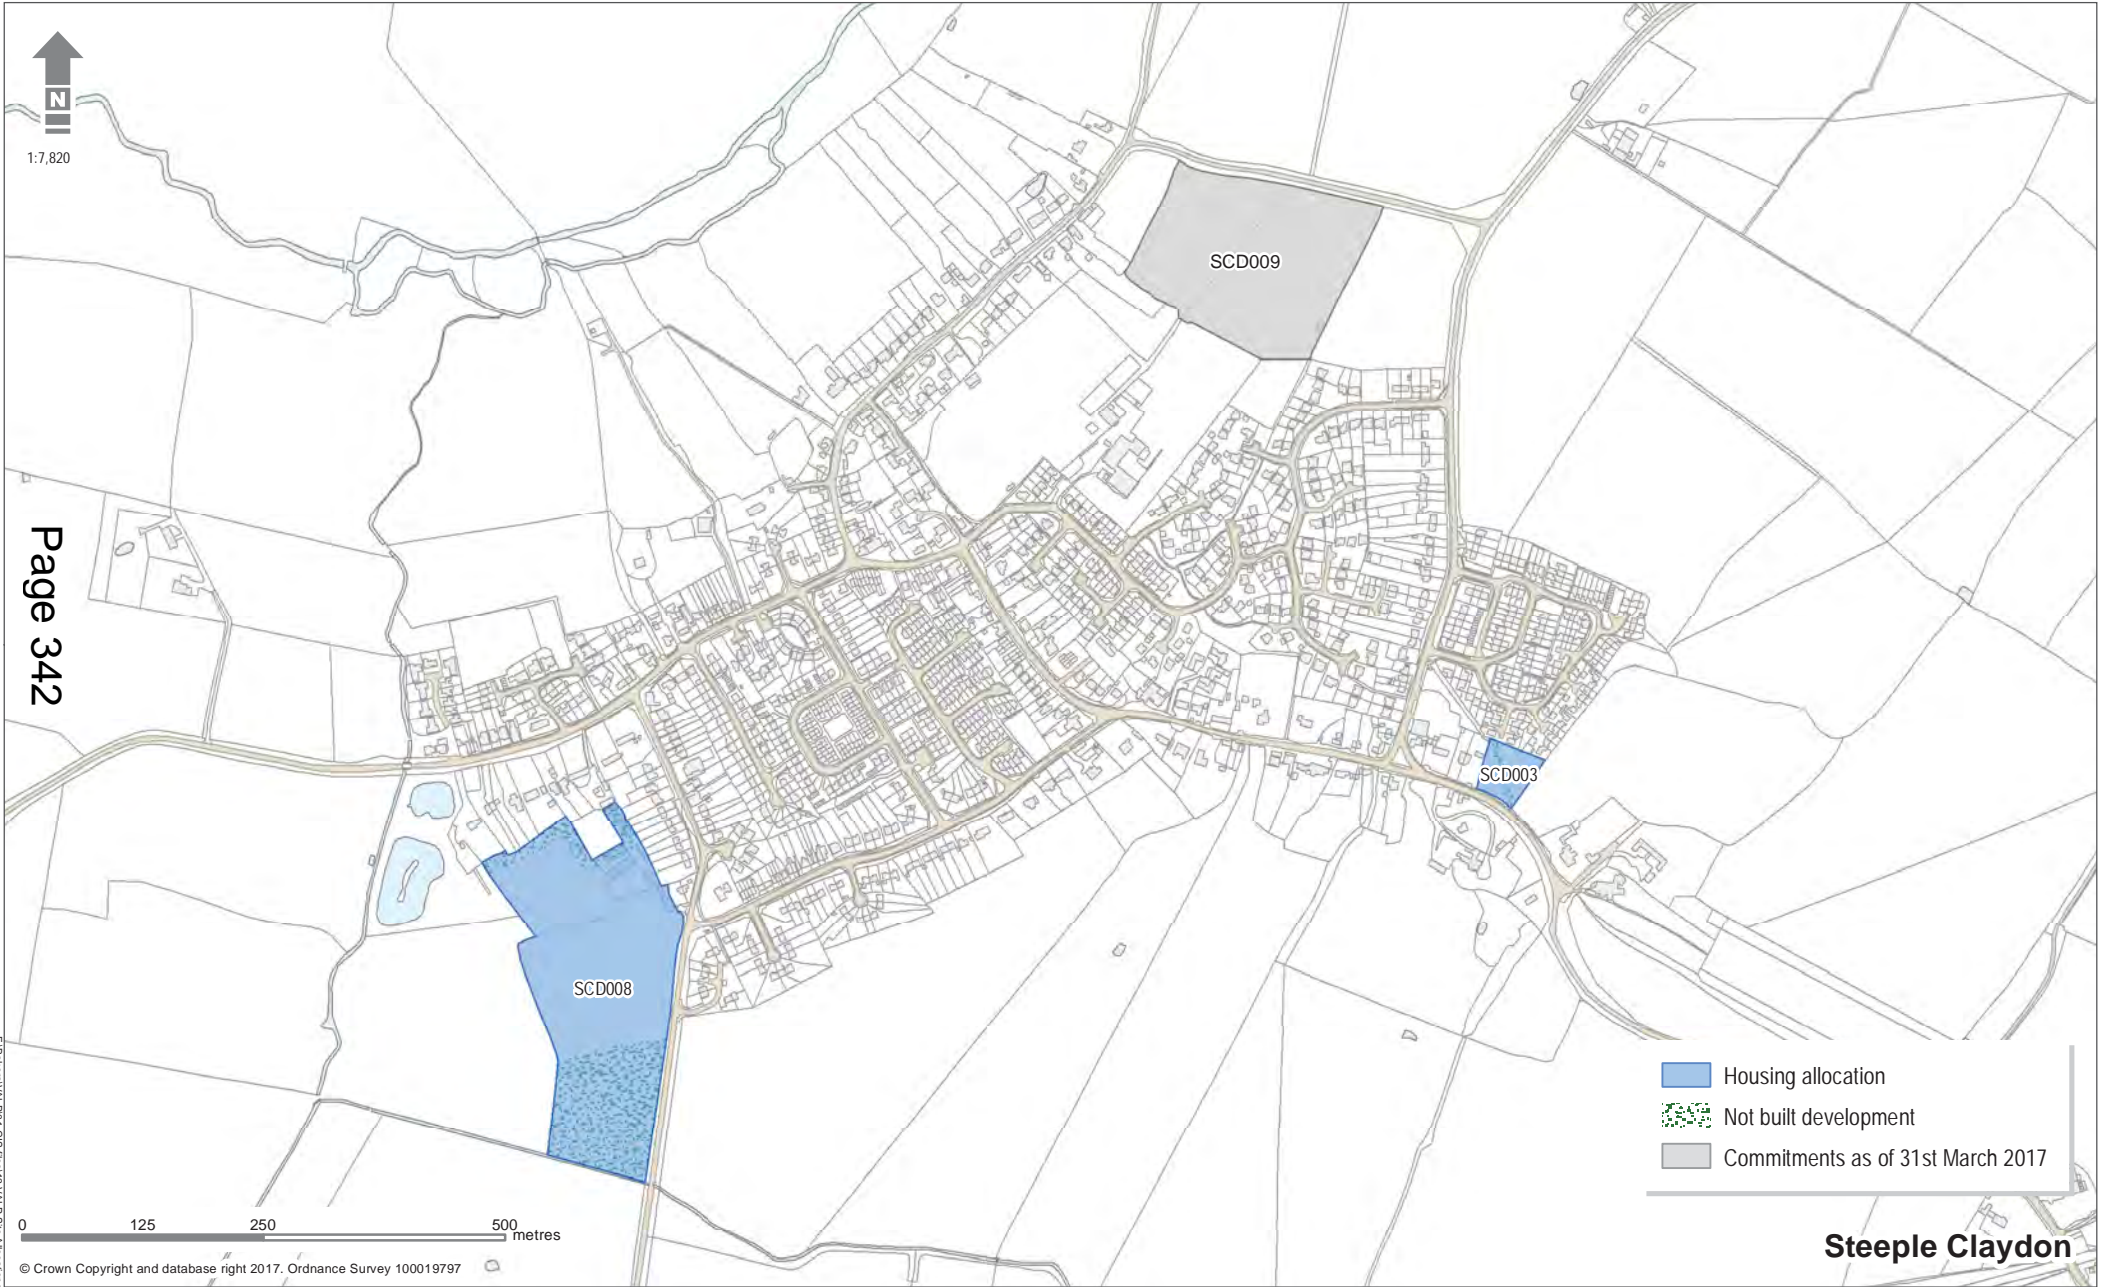 N
1:7,820
SCD009
Page 342
SCD003
SCD008
Housing allocation
Not built development
Commitments as of 31st March 2017
0 125 250 500
metres
Steeple Claydon
© Crown Copyright and database right 2017. Ordnance Survey 100019797